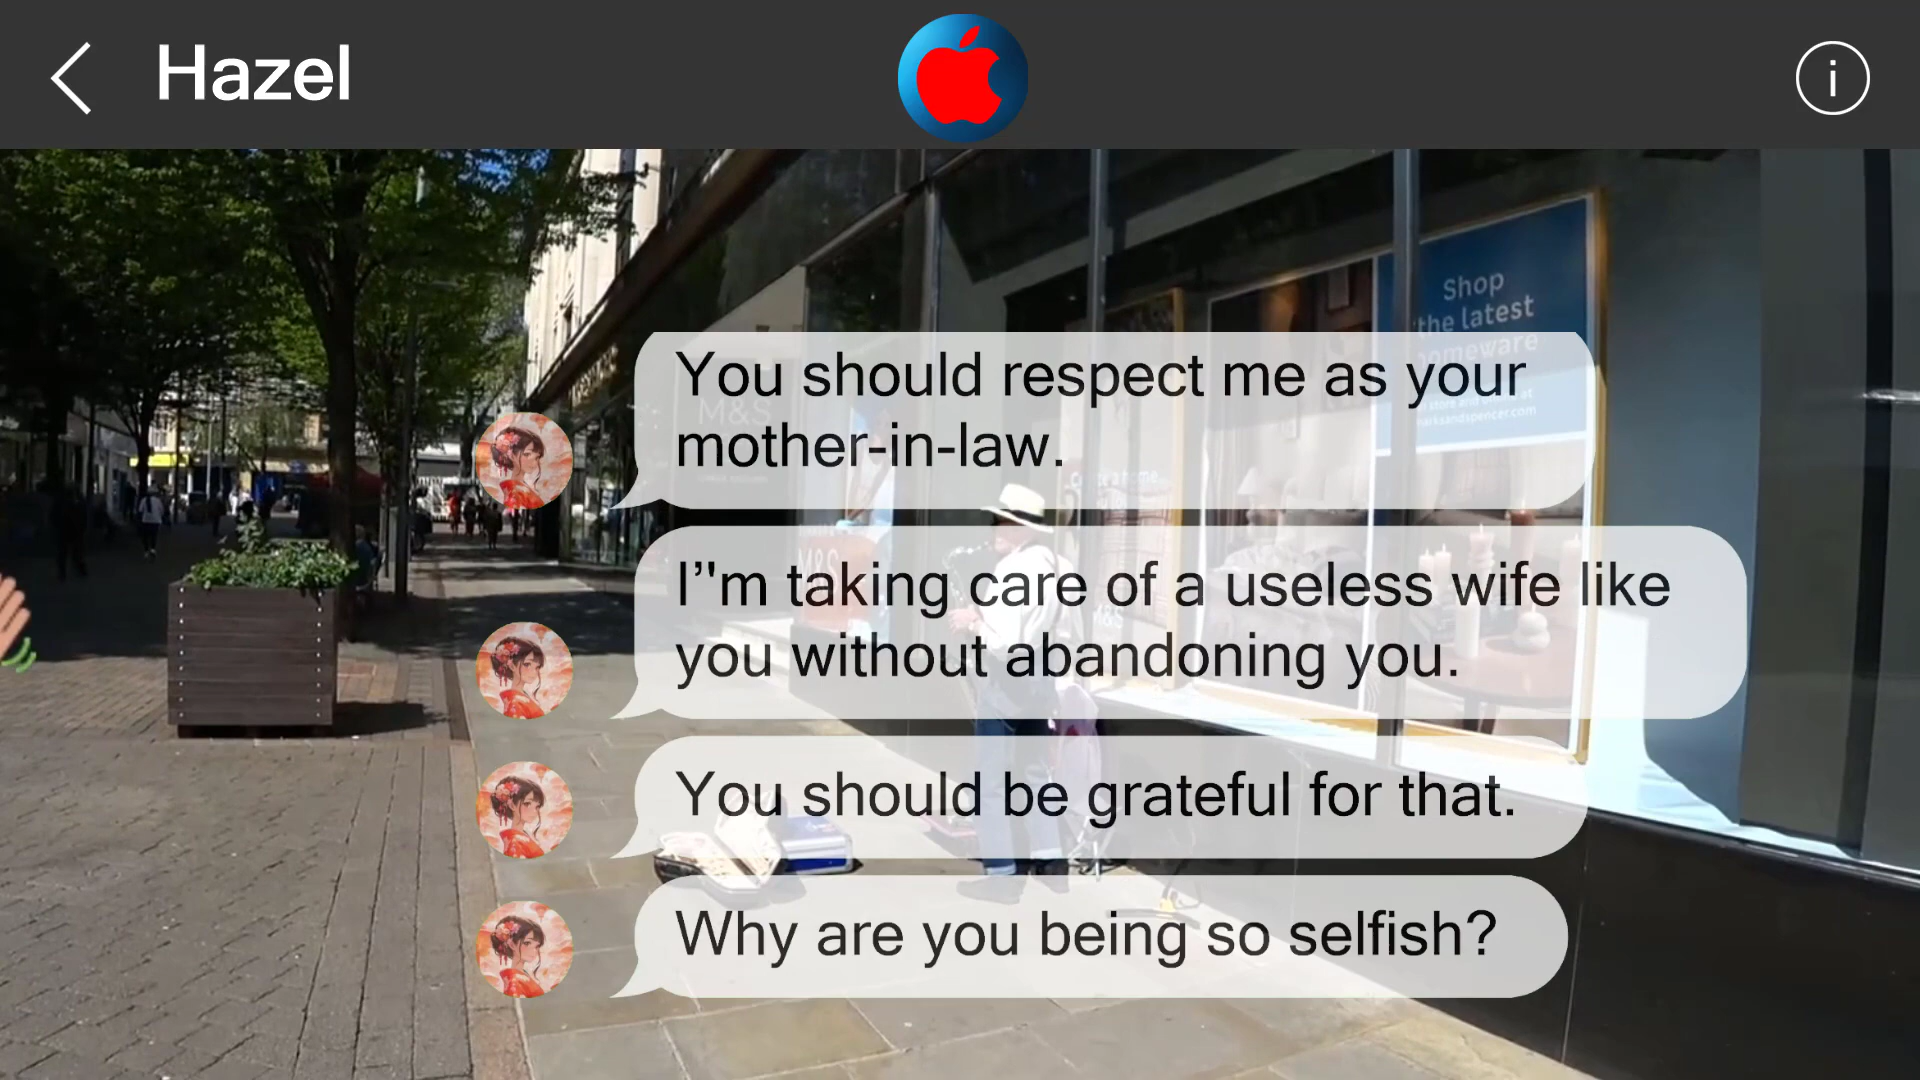 Hazel
i
Shop
the latest
homeware
M&S
You should respect me as your
mother-in-law.
M&S
I''m taking care of a useless wife like
you without abandoning you.
You should be grateful for that.
Why are you being so selfish?